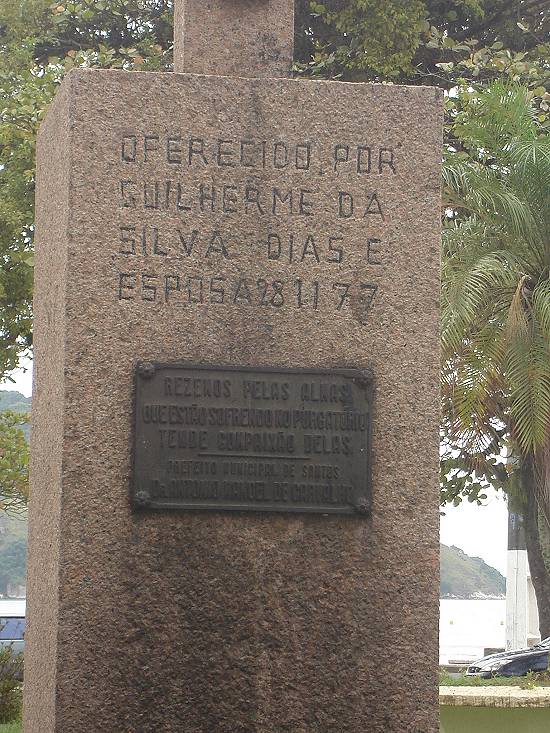 OFERECIDO POR
GUILHERME DA
SILVA DIAS E
ESPOSA 28 11 77
REZEMOS PELAS ALMAS
QUE ESTÃO SOFRENDO NO PURGATÓRIO
TENDE COMPAIXÃO DELAS.
PREFEITO MUNICIPAL DE SANTOS
DR. ANTONIO MANOEL DE CARVALHO